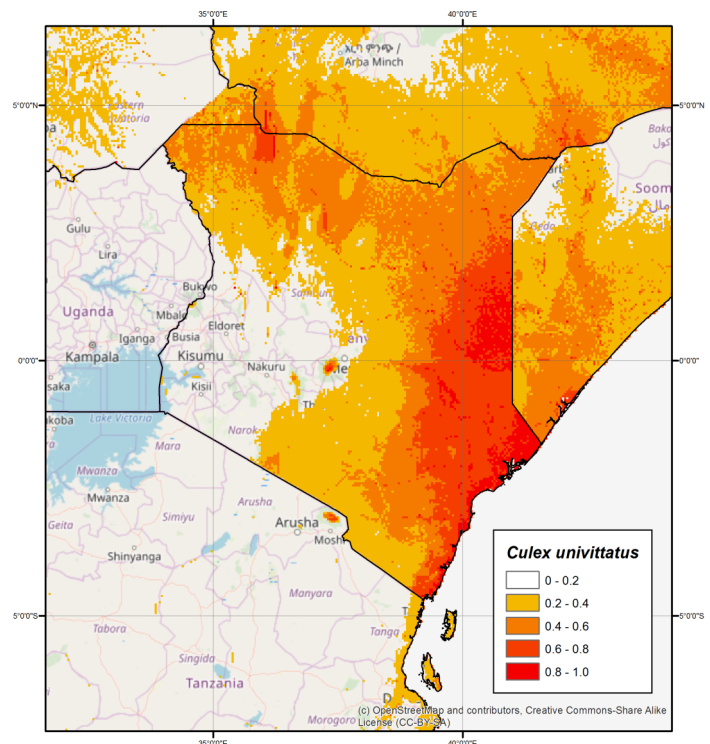 35°0'0"E 40°0'0"E
አርባ ምንጭ /
Arba Minch
5°0'0"N 5°0'0"N
Eastern
Equatoria
Soom
Gulu
Lira
Bukwo
Samburu
Uganda
Mbale
Eldoret
Iganga
Busia
Kampala
Kisumu
0°0'0" 0°0'0"
Nakuru
Kisii
Lake Victoria
Narok
Mara
Mwanza
Mwanza
Arusha
Geita
Simiyu
Arusha
Mosh
Shinyanga
Manyara
Culex univittatus
0 - 0.2
0.2 - 0.4
0.4 - 0.6
0.6 - 0.8
0.8 - 1.0
5°0'0"S 5°0'0"S
Tabora
Tanga
Singida
Tanzania
Morogoro
(c) OpenStreetMap and contributors, Creative Commons-Share Alike
License (CC-BY-SA)
35°0'0"E 40°0'0"E